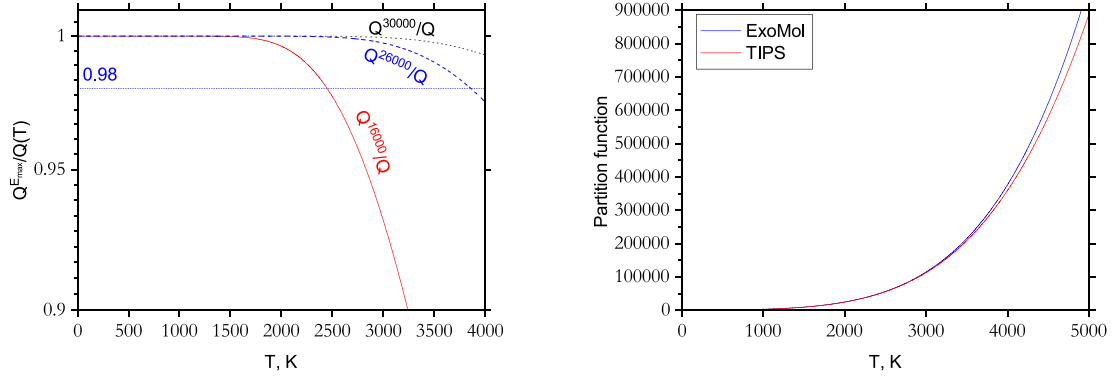 Q^30000/Q
Q^26000/Q
0.98
Q^16000/Q
1
0.95
0.9
Q^E_max/Q(T)
0 500 1000 1500 2000 2500 3000 3500 4000
T, K
ExoMol
TIPS
900000
800000
700000
600000
500000
400000
300000
200000
100000
0
Partition function
0 1000 2000 3000 4000 5000
T, K